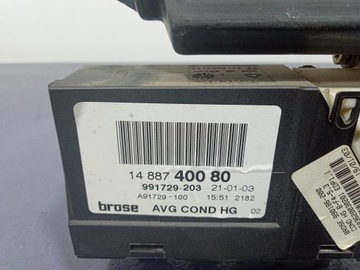 14 887 400 80
991729-203 21-01-03
A91729-100 15:51 2182
brose AVG COND HG 02